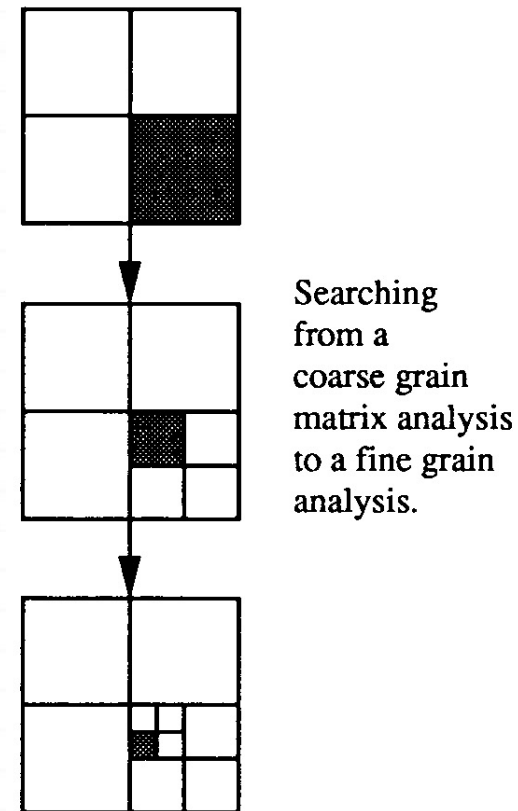 Searching
from a
coarse grain
matrix analysis
to a fine grain
analysis.